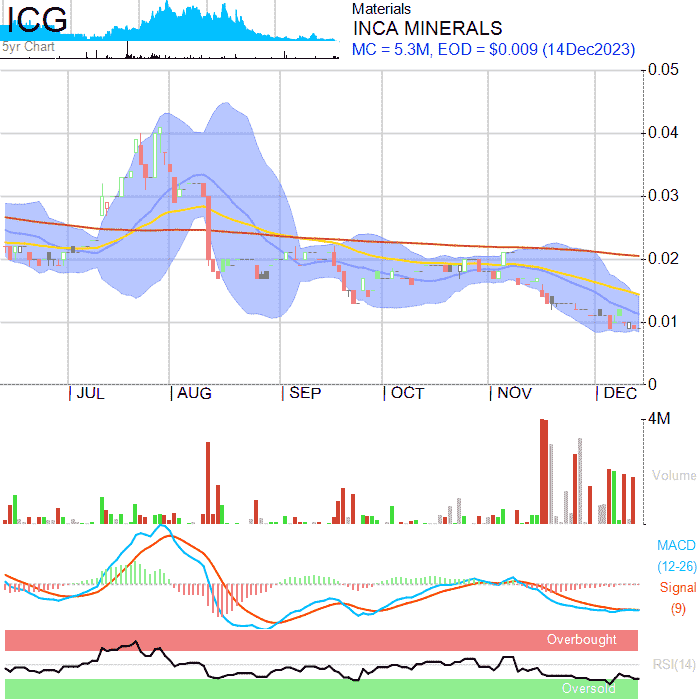 ICG
5yr Chart
Materials
INCA MINERALS
MC = 5.3M, EOD = $0.009 (14Dec2023)
0.05
0.04
0.03
0.02
0.01
0
JUL AUG SEP OCT NOV DEC
4M
Volume
MACD
(12-26)
Signal
(9)
Overbought
RSI(14)
Oversold